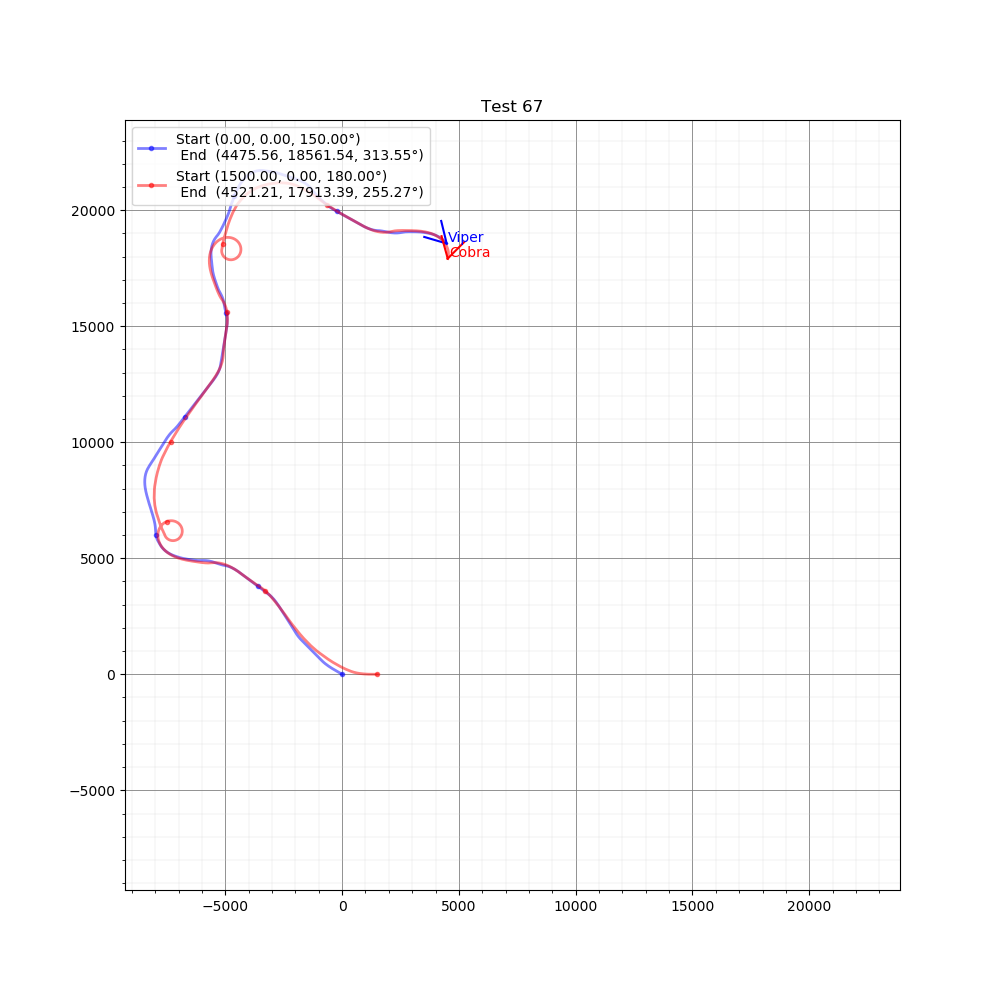 Test 67
Start (0.00, 0.00, 150.00°)
End (4475.56, 18561.54, 313.55°)
Start (1500.00, 0.00, 180.00°)
End (4521.21, 17913.39, 255.27°)
20000
Viper
Cobra
15000
10000
5000
0
−5000
−5000 0 5000 10000 15000 20000